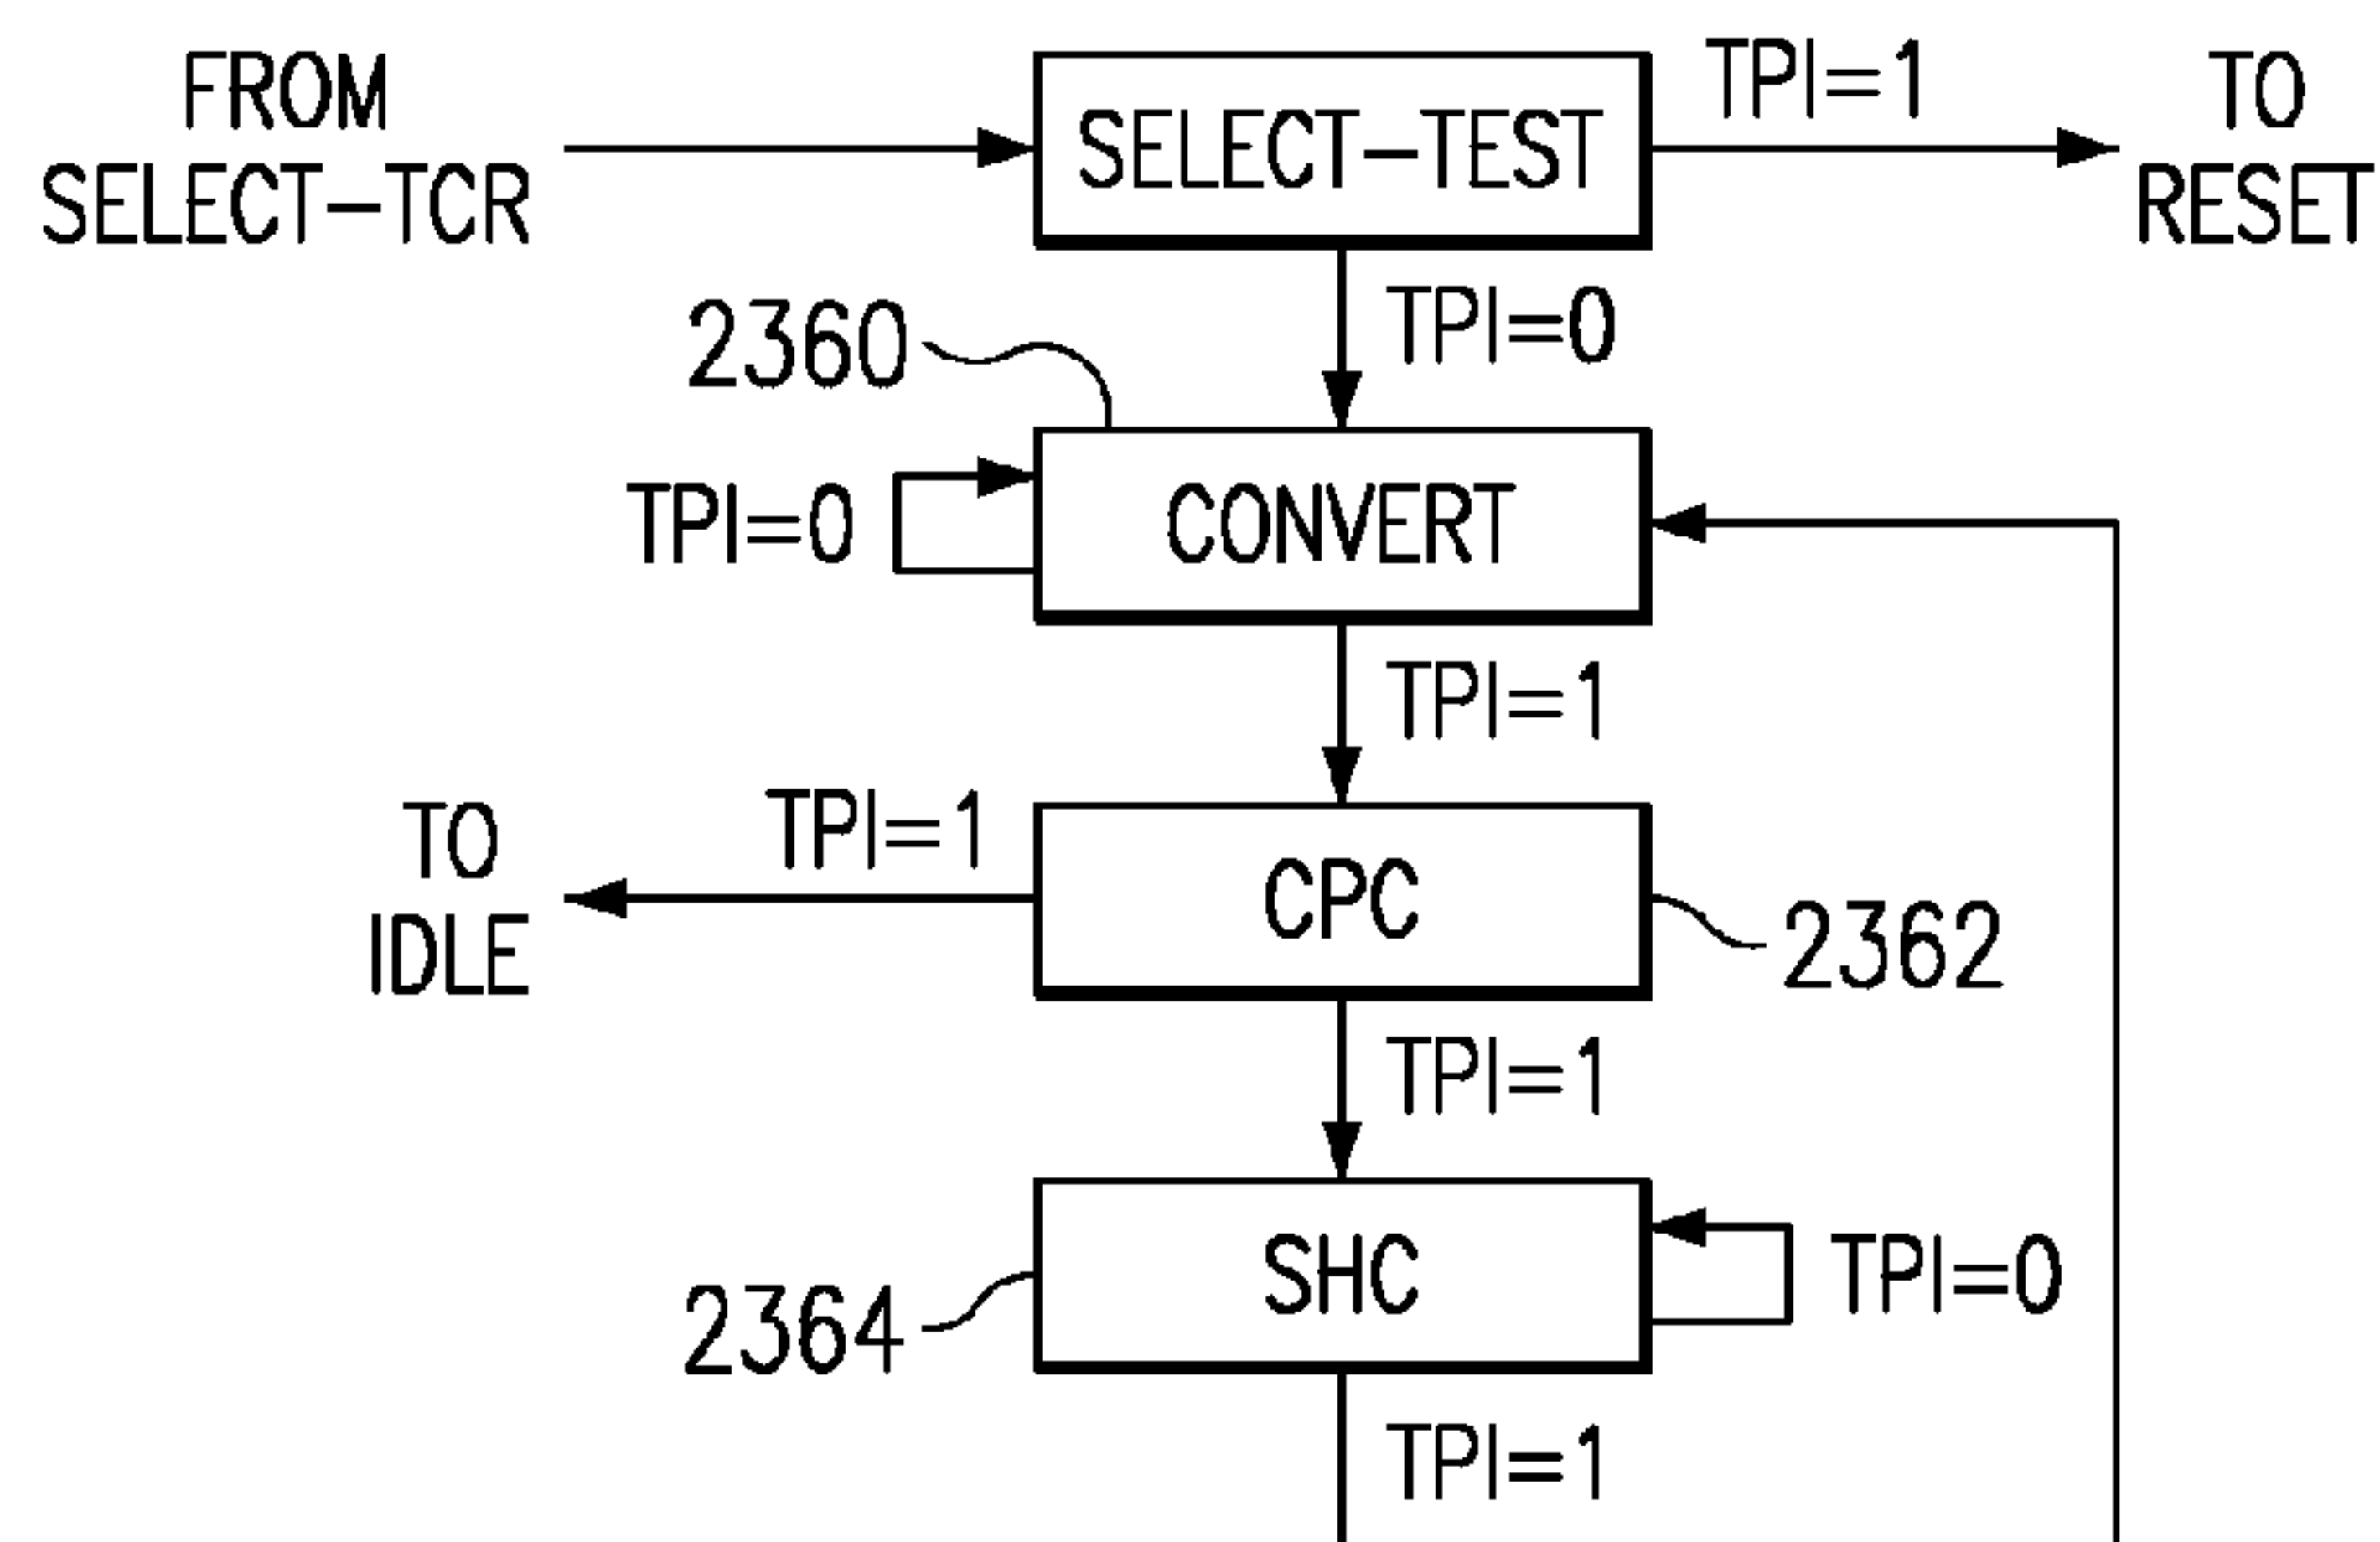 FROM
SELECT-TCR
SELECT-TEST
TPI=1
TO
RESET
TPI=0
2360
TPI=0
CONVERT
TPI=1
TO
IDLE
TPI=1
CPC
2362
TPI=1
SHC
TPI=0
2364
TPI=1